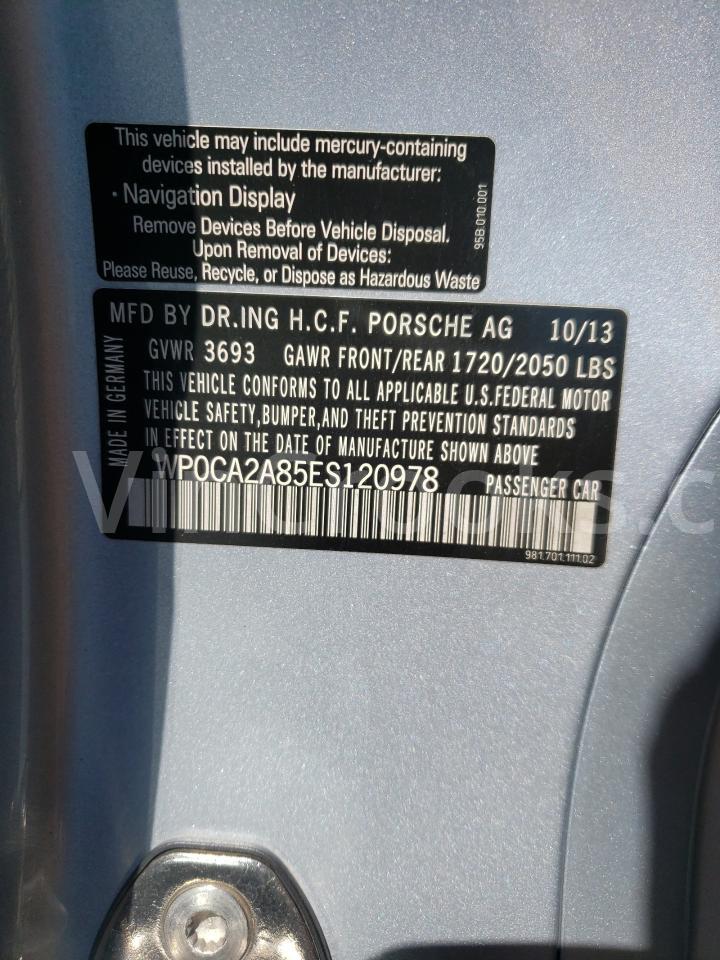 This vehicle may include mercury-containing
devices installed by the manufacturer:
· Navigation Display
Remove Devices Before Vehicle Disposal.
Upon Removal of Devices:
Please Reuse, Recycle, or Dispose as Hazardous Waste
95B.010.001
MFD BY DR.ING H.C.F. PORSCHE AG 10/13
GVWR 3693 GAWR FRONT/REAR 1720/2050 LBS
THIS VEHICLE CONFORMS TO ALL APPLICABLE U.S.FEDERAL MOTOR
VEHICLE SAFETY,BUMPER,AND THEFT PREVENTION STANDARDS
IN EFFECT ON THE DATE OF MANUFACTURE SHOWN ABOVE
MADE IN GERMANY
WP0CA2A85ES120978 PASSENGER CAR
981.701.111.02